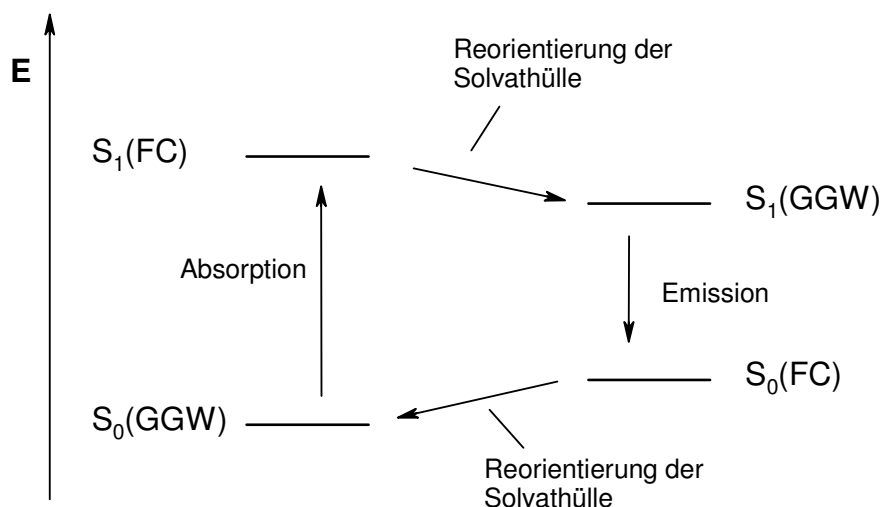 E
Reorientierung der
Solvathülle
S₁(FC)
S₁(GGW)
Absorption
Emission
S₀(FC)
S₀(GGW)
Reorientierung der
Solvathülle